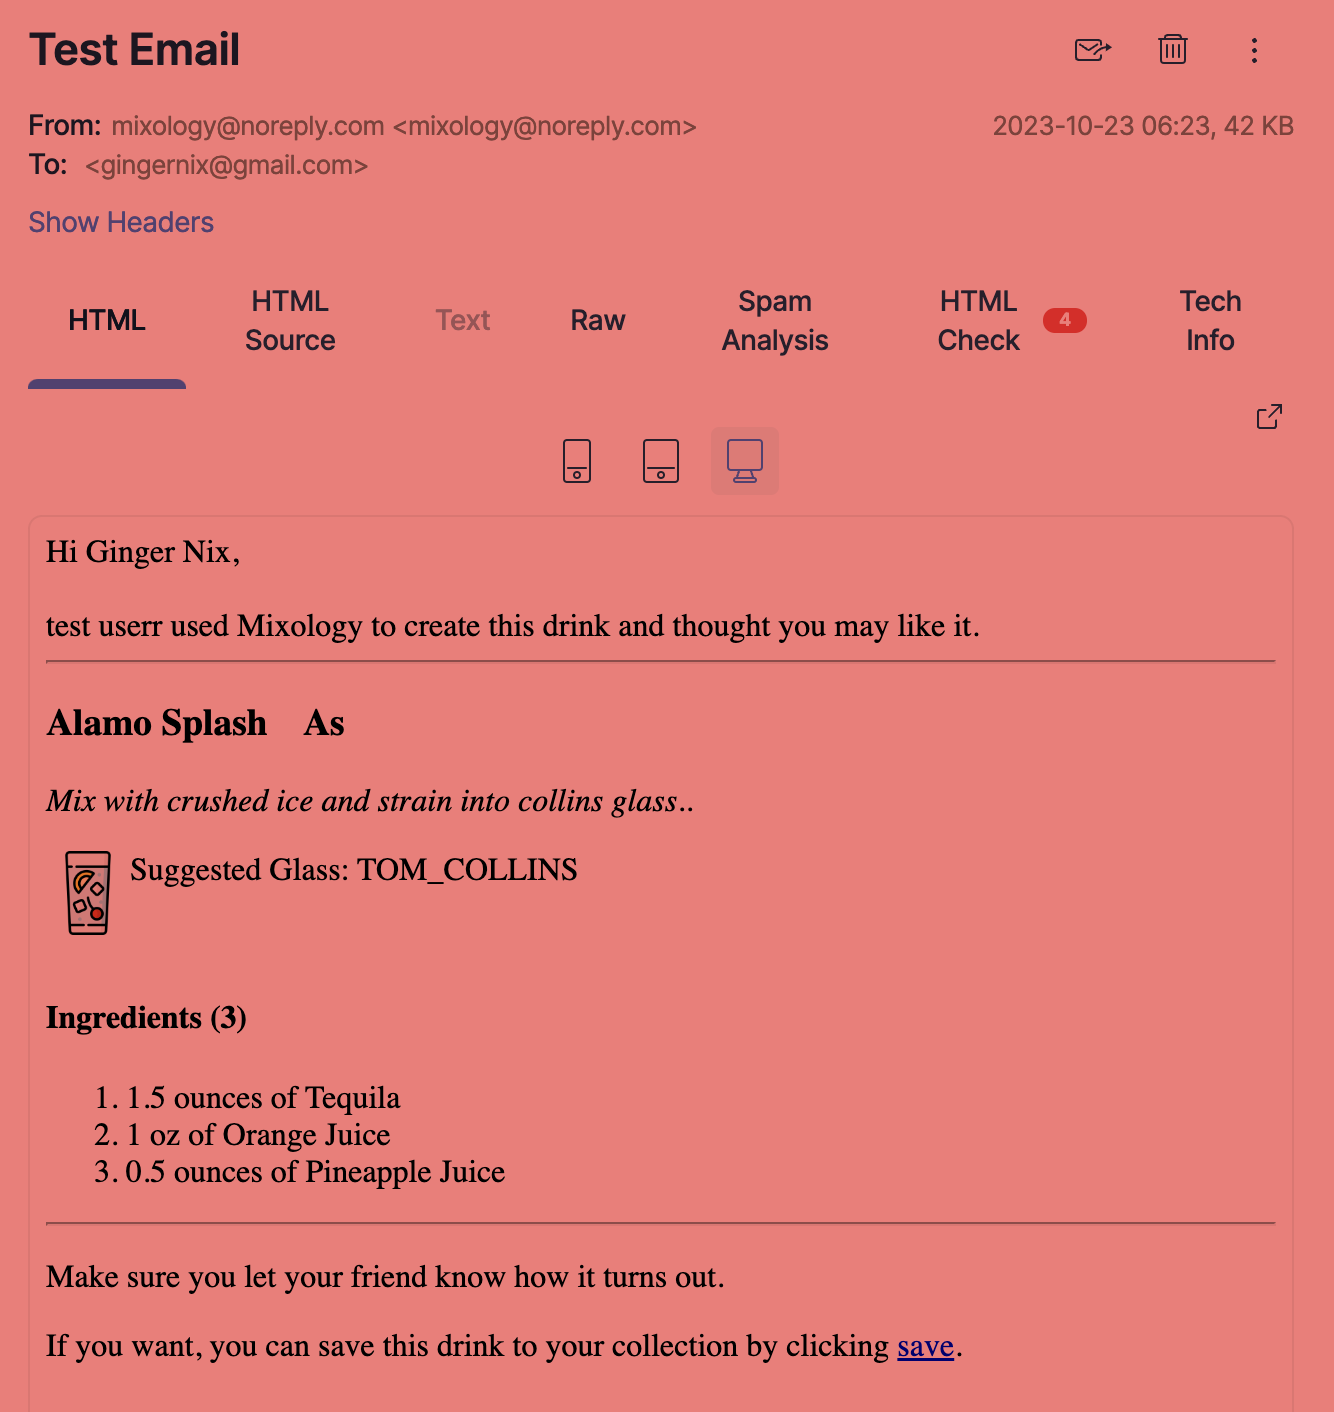 Test Email
From: mixology@noreply.com <mixology@noreply.com>
2023-10-23 06:23, 42 KB
To: <gingernix@gmail.com>
Show Headers
HTML
HTML
Source
Text
Raw
Spam
Analysis
HTML
Check
4
Tech
Info
Hi Ginger Nix,
test userr used Mixology to create this drink and thought you may like it.
Alamo Splash As
Mix with crushed ice and strain into collins glass..
Suggested Glass: TOM_COLLINS
Ingredients (3)
1. 1.5 ounces of Tequila
2. 1 oz of Orange Juice
3. 0.5 ounces of Pineapple Juice
Make sure you let your friend know how it turns out.
If you want, you can save this drink to your collection by clicking save.